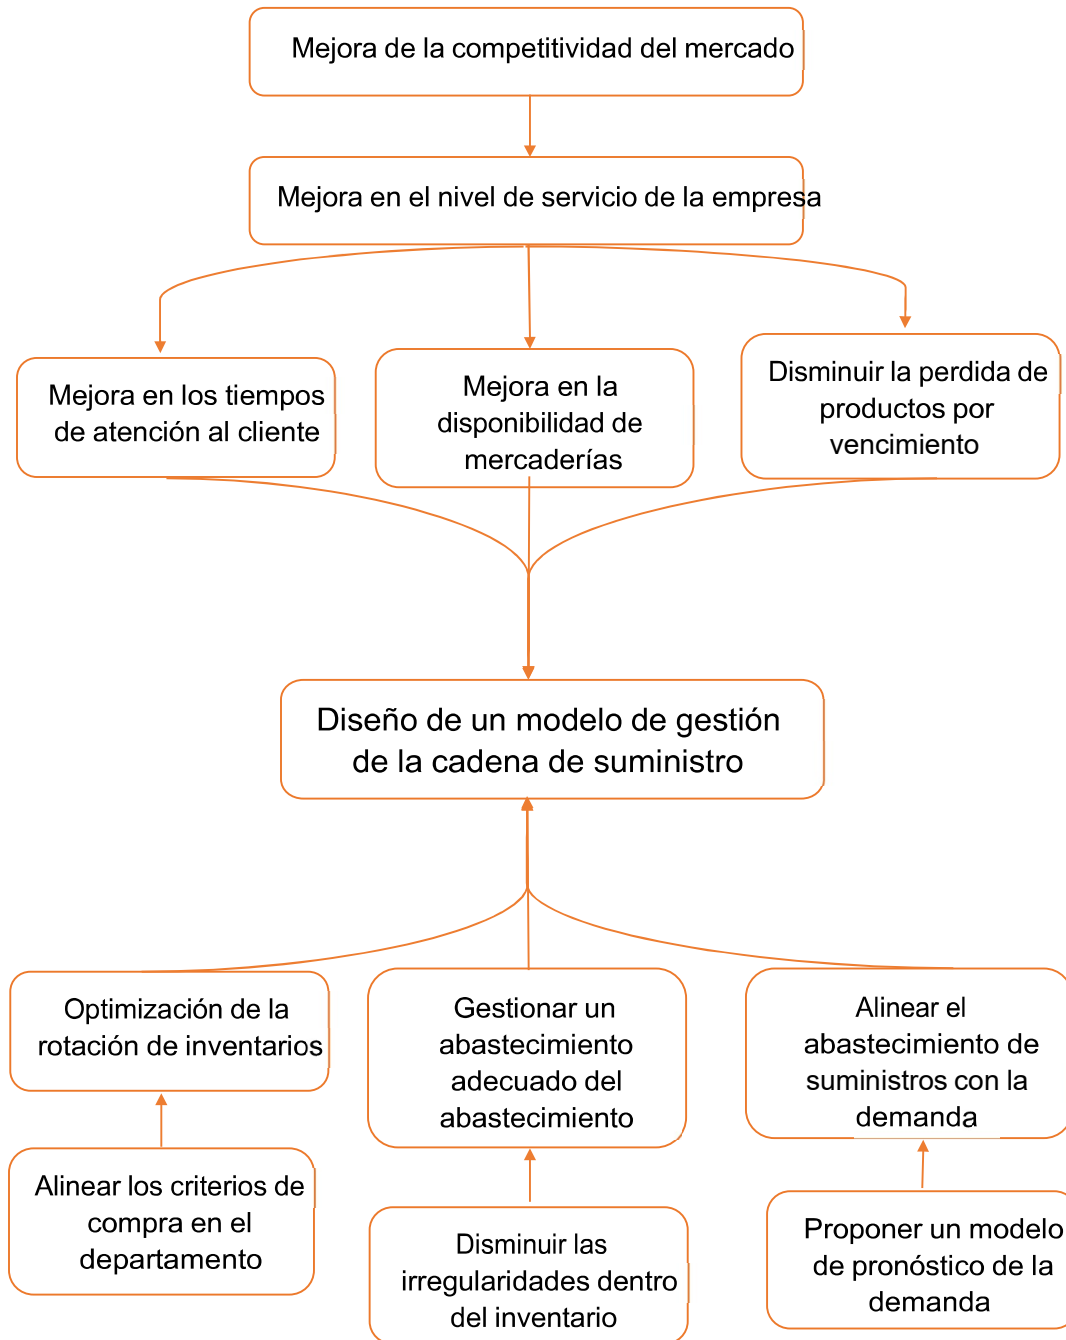 Mejora de la competitividad del mercado
Mejora en el nivel de servicio de la empresa
Mejora en los tiempos
de atención al cliente
Mejora en la
disponibilidad de
mercaderías
Disminuir la perdida de
productos por
vencimiento
Diseño de un modelo de gestión
de la cadena de suministro
Optimización de la
rotación de inventarios
Gestionar un
abastecimiento
adecuado del
abastecimiento
Alinear el
abastecimiento de
suministros con la
demanda
Alinear los criterios de
compra en el
departamento
Disminuir las
irregularidades dentro
del inventario
Proponer un modelo
de pronóstico de la
demanda